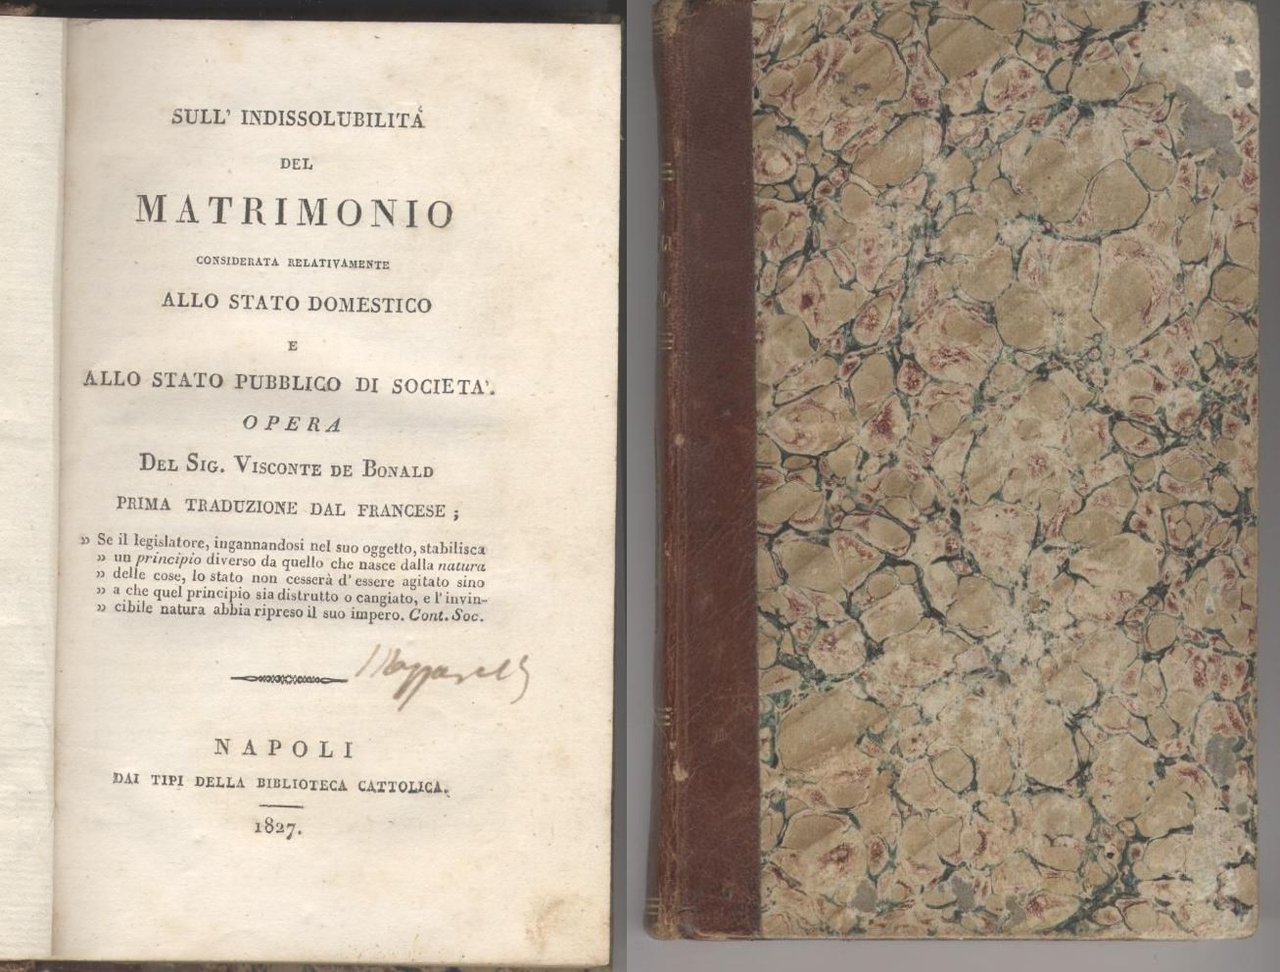 SULL' INDISSOLUBILITÁ
DEL
MATRIMONIO
CONSIDERATA RELATIVAMENTE
ALLO STATO DOMESTICO
E
ALLO STATO PUBBLICO DI SOCIETA'.
OPERA
DEL SIG. VISCONTE DE BONALD
PRIMA TRADUZIONE DAL FRANCESE ;
» Se il legislatore, ingannandosi nel suo oggetto, stabilisca
» un principio diverso da quello che nasce dalla natura
» delle cose, lo stato non cesserà d' essere agitato sino
» a che quel principio sia distrutto o cangiato, e l'invin-
» cibile natura abbia ripreso il suo impero. Cont. Soc.
NAPOLI
DAI TIPI DELLA BIBLIOTECA CATTOLICA.
1827.